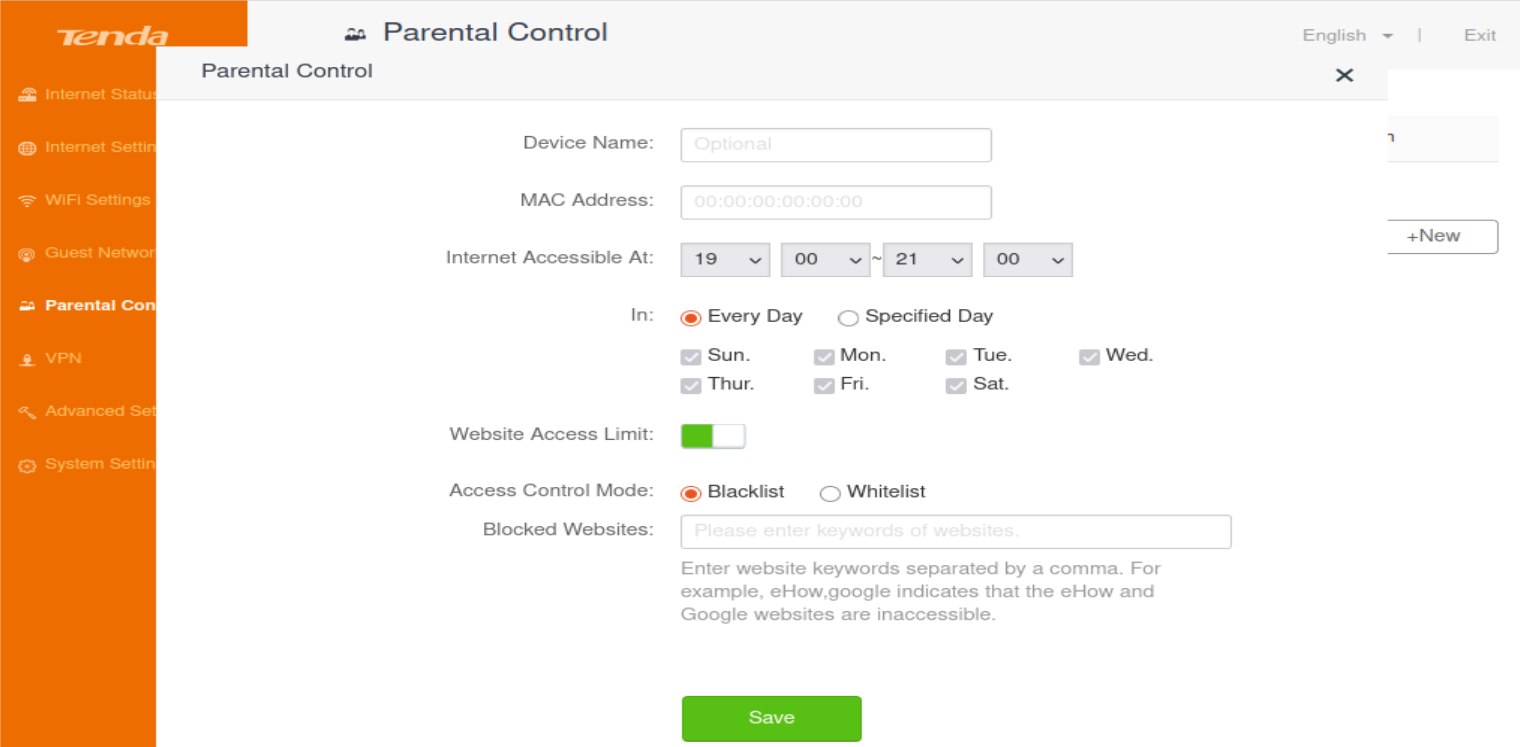 Tenda
Parental Control
English
|
Exit
Parental Control
Internet Status
Internet Settin
WiFi Settings
Guest Networ
Parental Con
VPN
Advanced Set
System Settin
Device Name: Optional
MAC Address: 00:00:00:00:00:00
Internet Accessible At: 19 00 ~ 21 00
In: Every Day Specified Day
Sun. Mon. Tue. Wed.
Thur. Fri. Sat.
Website Access Limit:
Access Control Mode: Blacklist Whitelist
Blocked Websites: Please enter keywords of websites.
Enter website keywords separated by a comma. For
example, eHow,google indicates that the eHow and
Google websites are inaccessible.
Save
n
+New